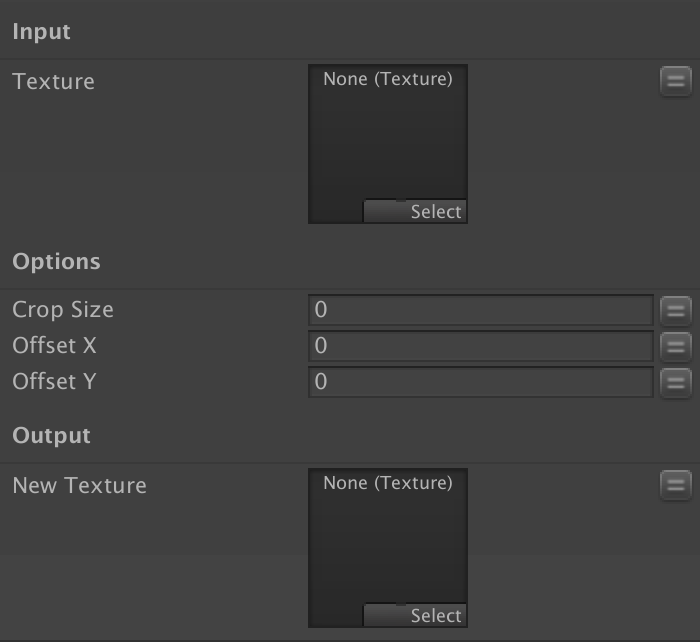 Input
Texture
None (Texture)
Select
Options
Crop Size 0
Offset X 0
Offset Y 0
Output
New Texture
None (Texture)
Select